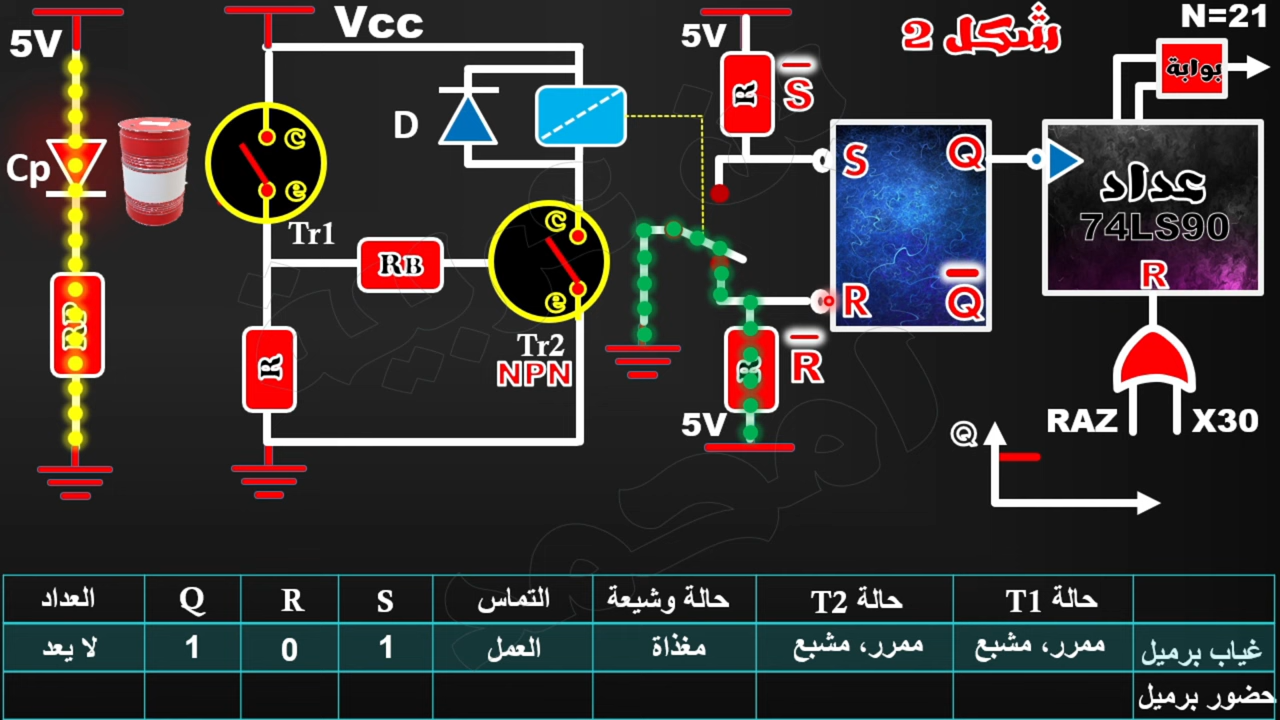 شكل 2
N=21
5V
Cp
RP
Vcc
c
e
Tr1
R
RB
D
c
e
Tr2
NPN
5V
R
S
R
R
5V
S
Q
R
Q
بوابة
عداد
74LS90
R
RAZ
X30
Q
حالة T1
حالة T2
حالة وشيعة
التماس
S
R
Q
العداد
غياب برميل
ممرر، مشبع
ممرر، مشبع
مغذاة
العمل
1
0
1
لا يعد
حضور برميل